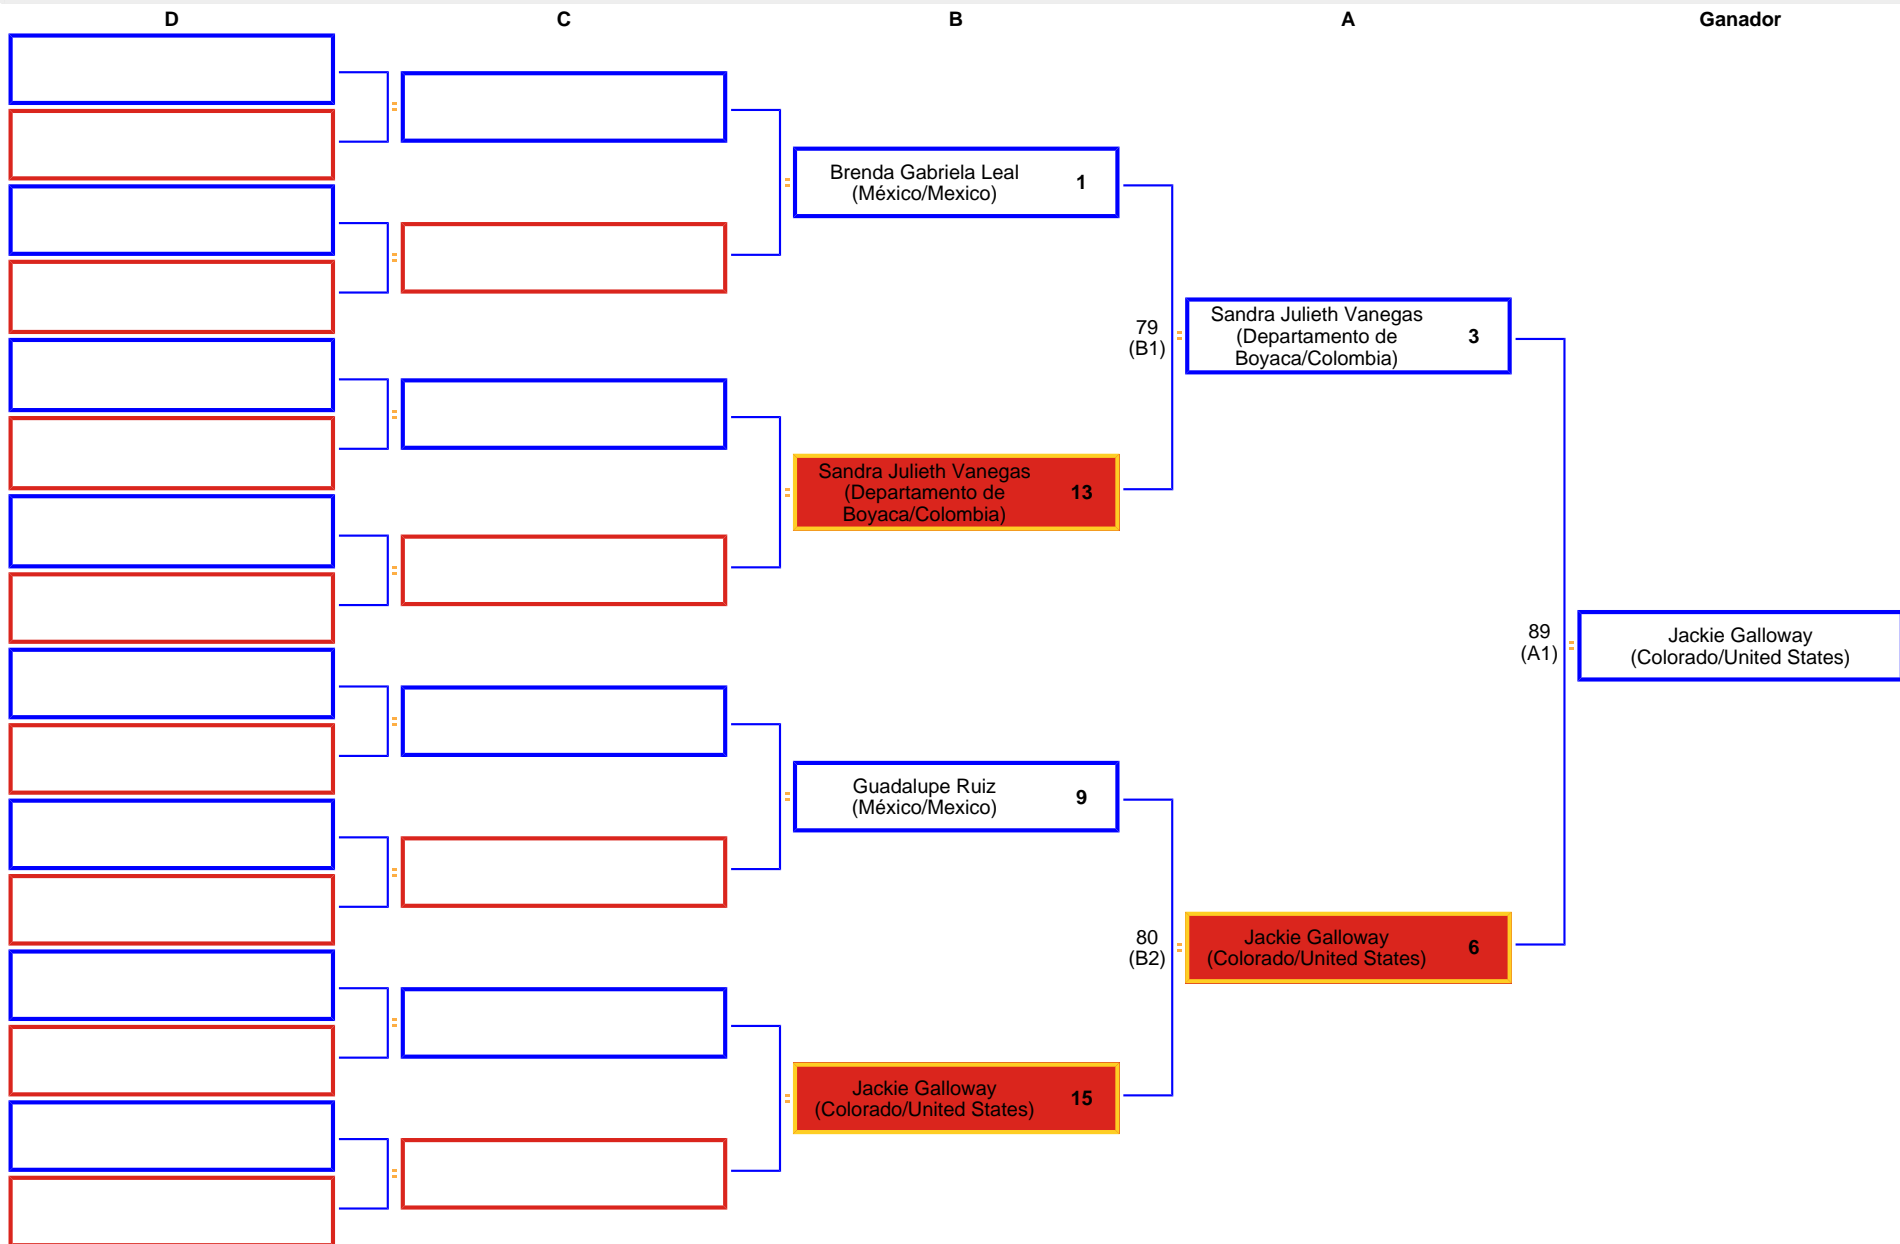 D
C
B
A
Ganador
Brenda Gabriela Leal
(México/Mexico)
1
79
(B1)
Sandra Julieth Vanegas
(Departamento de
Boyaca/Colombia)
3
Sandra Julieth Vanegas
(Departamento de
Boyaca/Colombia)
13
89
(A1)
Jackie Galloway
(Colorado/United States)
Guadalupe Ruiz
(México/Mexico)
9
80
(B2)
Jackie Galloway
(Colorado/United States)
6
Jackie Galloway
(Colorado/United States)
15